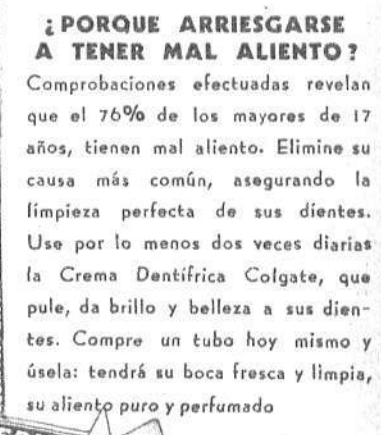 ¿PORQUE ARRIESGARSE
A TENER MAL ALIENTO?
Comprobaciones efectuadas revelan
que el 76% de los mayores de 17
años, tienen mal aliento. Elimine su
causa más común, asegurando la
limpieza perfecta de sus dientes.
Use por lo menos dos veces diarias
la Crema Dentífrica Colgate, que
pule, da brillo y belleza a sus dien-
tes. Compre un tubo hoy mismo y
úsela: tendrá su boca fresca y limpia,
su aliento puro y perfumado